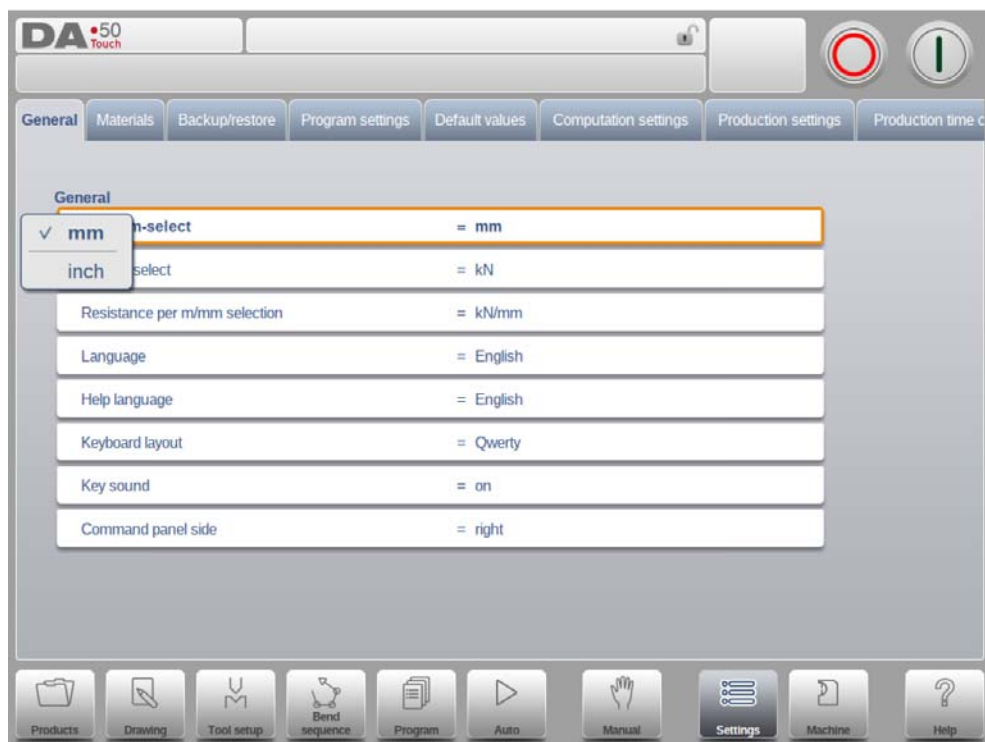 DA 50
Touch
General Materials Backup/restore Program settings Default values Computation settings Production settings Production time
General
n-select = mm
✓ mm
select = kN
inch
Resistance per m/mm selection = kN/mm
Language = English
Help language = English
Keyboard layout = Qwerty
Key sound = on
Command panel side = right
Products Drawing Tool setup Bend sequence Program Auto Manual Settings Machine Help